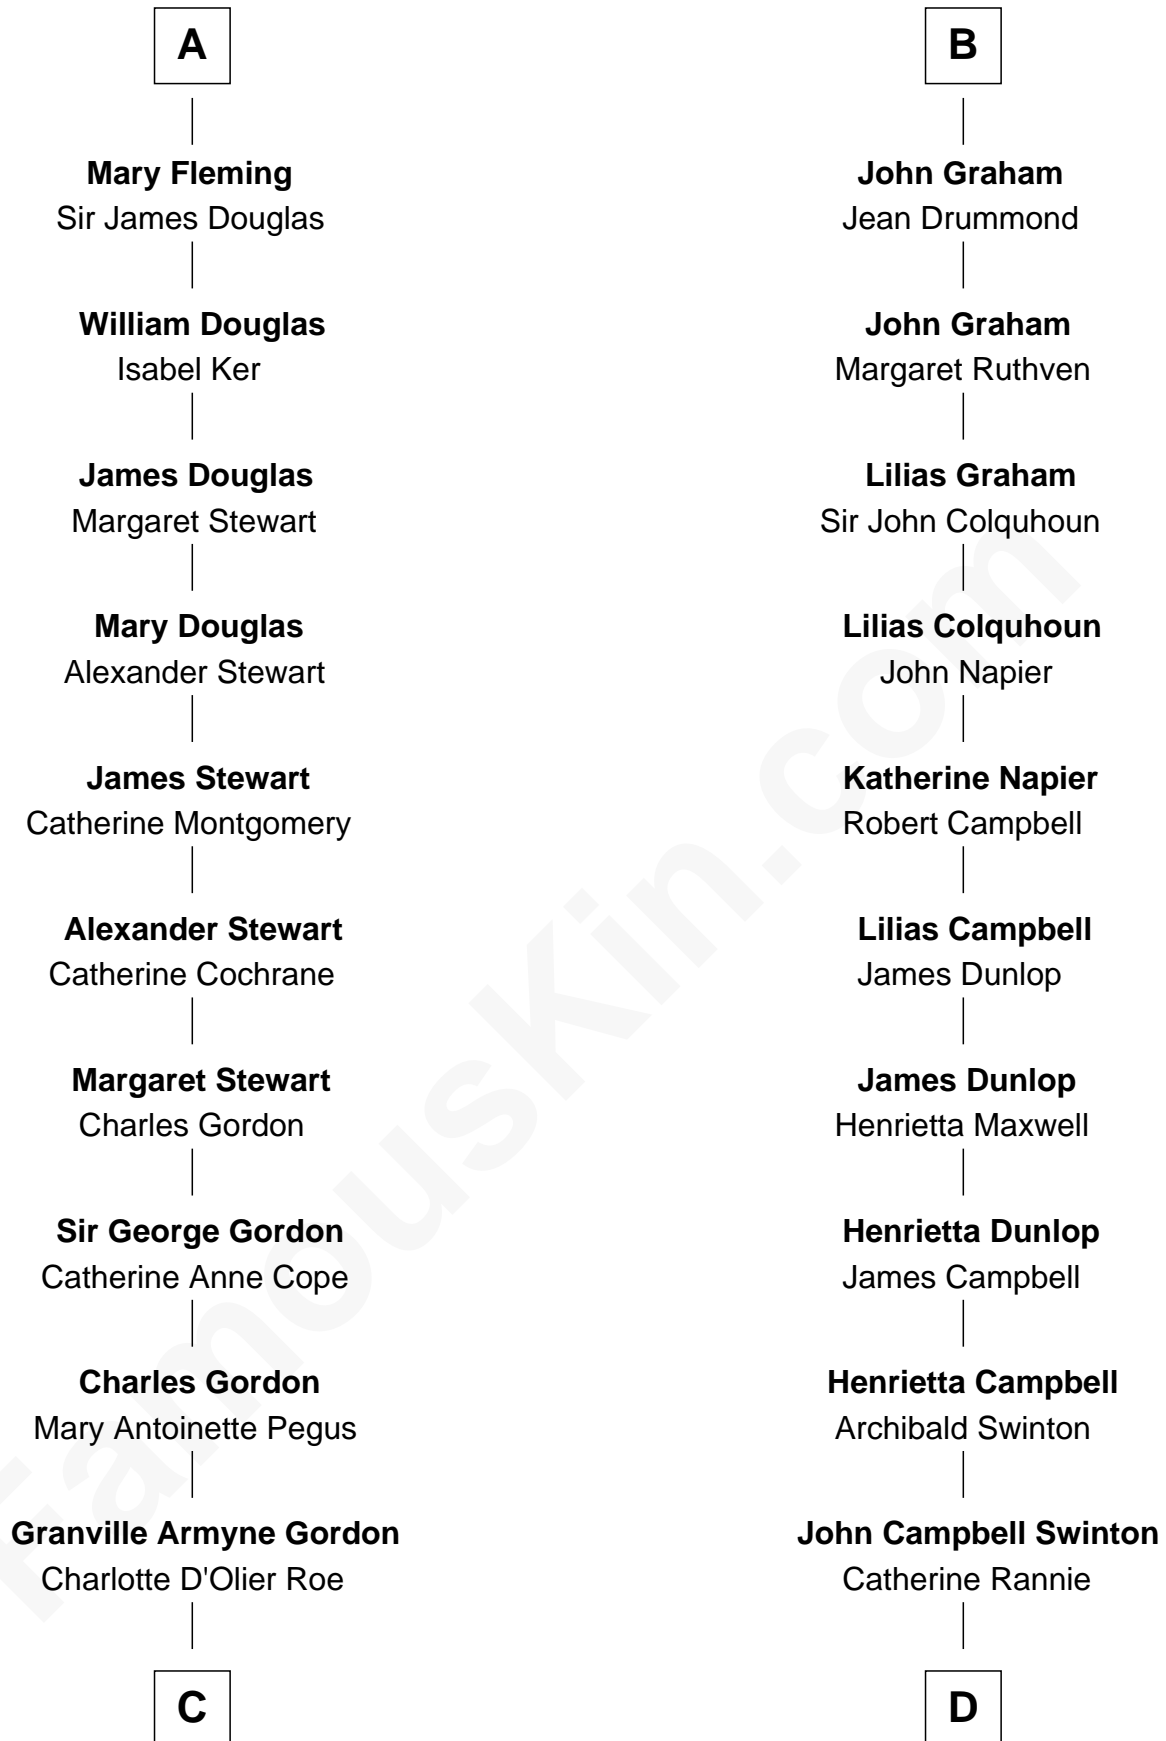 A
Mary Fleming
Sir James Douglas
William Douglas
Isabel Ker
James Douglas
Margaret Stewart
Mary Douglas
Alexander Stewart
James Stewart
Catherine Montgomery
Alexander Stewart
Catherine Cochrane
Margaret Stewart
Charles Gordon
Sir George Gordon
Catherine Anne Cope
Charles Gordon
Mary Antoinette Pegus
Granville Armyne Gordon
Charlotte D'Olier Roe
C
B
John Graham
Jean Drummond
John Graham
Margaret Ruthven
Lilias Graham
Sir John Colquhoun
Lilias Colquhoun
John Napier
Katherine Napier
Robert Campbell
Lilias Campbell
James Dunlop
James Dunlop
Henrietta Maxwell
Henrietta Dunlop
James Campbell
Henrietta Campbell
Archibald Swinton
John Campbell Swinton
Catherine Rannie
D
FamousKin.com